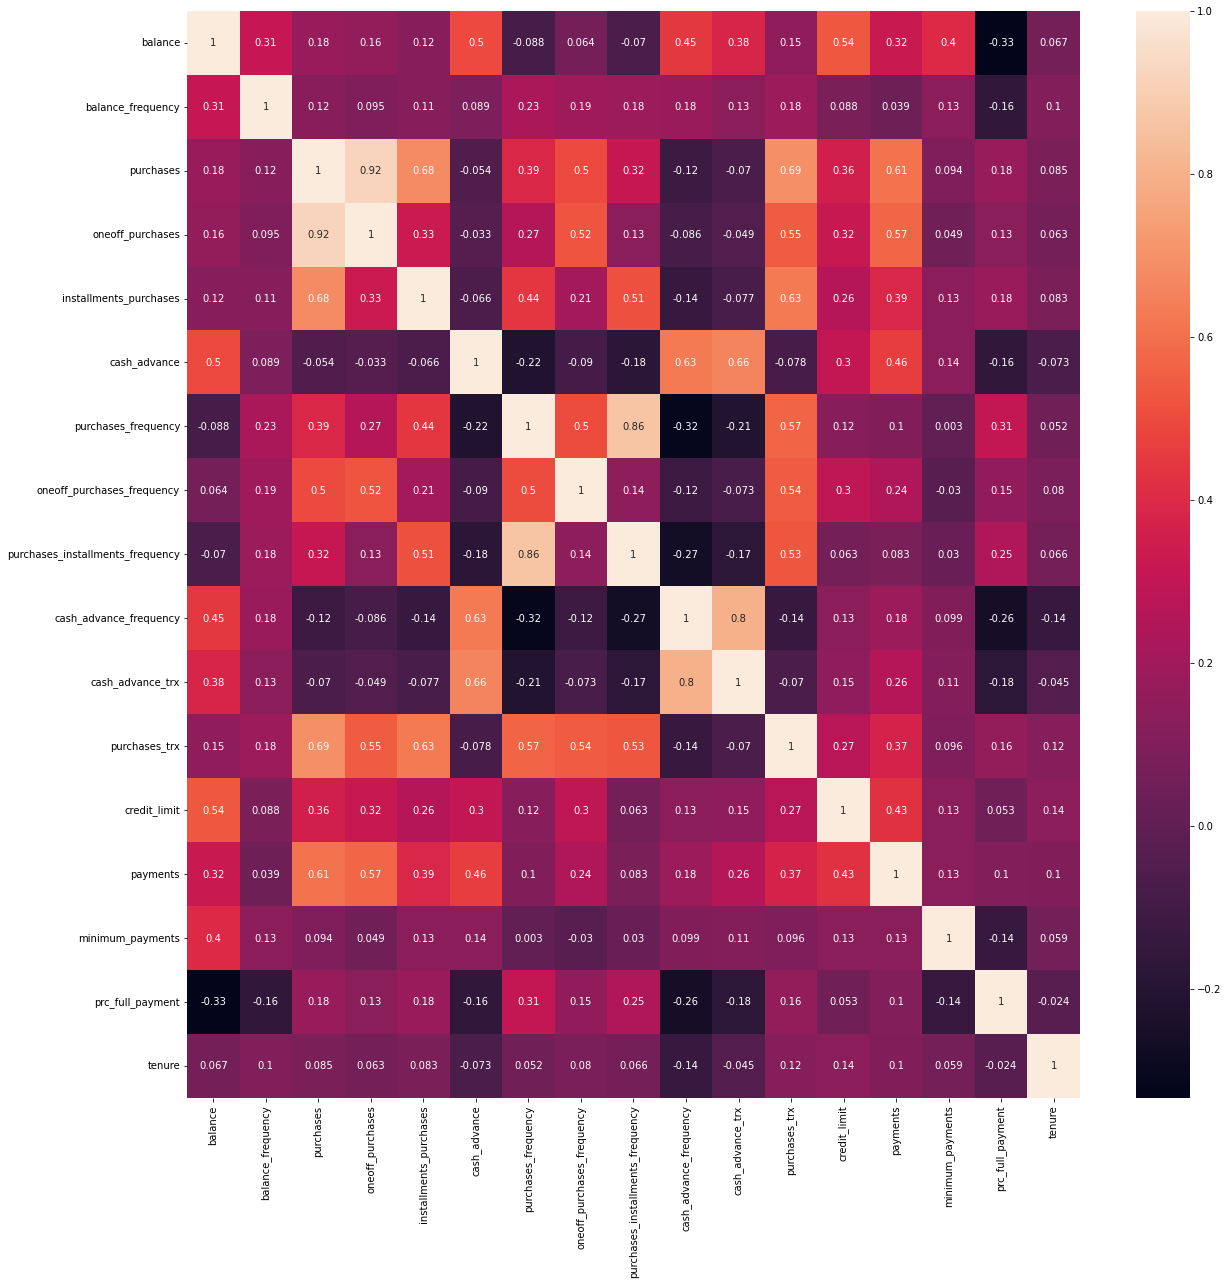 balance 1 0.31 0.18 0.16 0.12 0.5 -0.088 0.064 -0.07 0.45 0.38 0.15 0.54 0.32 0.4 -0.33 0.067
balance_frequency 0.31 1 0.12 0.095 0.11 0.089 0.23 0.19 0.18 0.18 0.13 0.18 0.088 0.039 0.13 -0.16 0.1
purchases 0.18 0.12 1 0.92 0.68 -0.054 0.39 0.5 0.32 -0.12 -0.07 0.69 0.36 0.61 0.094 0.18 0.085
oneoff_purchases 0.16 0.095 0.92 1 0.33 -0.033 0.27 0.52 0.13 -0.086 -0.049 0.55 0.32 0.57 0.049 0.13 0.063
installments_purchases 0.12 0.11 0.68 0.33 1 -0.066 0.44 0.21 0.51 -0.14 -0.077 0.63 0.26 0.39 0.13 0.18 0.083
cash_advance 0.5 0.089 -0.054 -0.033 -0.066 1 -0.22 -0.09 -0.18 0.63 0.66 -0.078 0.3 0.46 0.14 -0.16 -0.073
purchases_frequency -0.088 0.23 0.39 0.27 0.44 -0.22 1 0.5 0.86 -0.32 -0.21 0.57 0.12 0.1 0.003 0.31 0.052
oneoff_purchases_frequency 0.064 0.19 0.5 0.52 0.21 -0.09 0.5 1 0.14 -0.12 -0.073 0.54 0.3 0.24 -0.03 0.15 0.08
purchases_installments_frequency -0.07 0.18 0.32 0.13 0.51 -0.18 0.86 0.14 1 -0.27 -0.17 0.53 0.063 0.083 0.03 0.25 0.066
cash_advance_frequency 0.45 0.18 -0.12 -0.086 -0.14 0.63 -0.32 -0.12 -0.27 1 0.8 -0.14 0.13 0.18 0.099 -0.26 -0.14
cash_advance_trx 0.38 0.13 -0.07 -0.049 -0.077 0.66 -0.21 -0.073 -0.17 0.8 1 -0.07 0.15 0.26 0.11 -0.18 -0.045
purchases_trx 0.15 0.18 0.69 0.55 0.63 -0.078 0.57 0.54 0.53 -0.14 -0.07 1 0.27 0.37 0.096 0.16 0.12
credit_limit 0.54 0.088 0.36 0.32 0.26 0.3 0.12 0.3 0.063 0.13 0.15 0.27 1 0.43 0.13 0.053 0.14
payments 0.32 0.039 0.61 0.57 0.39 0.46 0.1 0.24 0.083 0.18 0.26 0.37 0.43 1 0.13 0.1 0.1
minimum_payments 0.4 0.13 0.094 0.049 0.13 0.14 0.003 -0.03 0.03 0.099 0.11 0.096 0.13 0.13 1 -0.14 0.059
prc_full_payment -0.33 -0.16 0.18 0.13 0.18 -0.16 0.31 0.15 0.25 -0.26 -0.18 0.16 0.053 0.1 -0.14 1 -0.024
tenure 0.067 0.1 0.085 0.063 0.083 -0.073 0.052 0.08 0.066 -0.14 -0.045 0.12 0.14 0.1 0.059 -0.024 1
balance
balance_frequency
purchases
oneoff_purchases
installments_purchases
cash_advance
purchases_frequency
oneoff_purchases_frequency
purchases_installments_frequency
cash_advance_frequency
cash_advance_trx
purchases_trx
credit_limit
payments
minimum_payments
prc_full_payment
tenure
1.0
0.8
0.6
0.4
0.2
0.0
−0.2